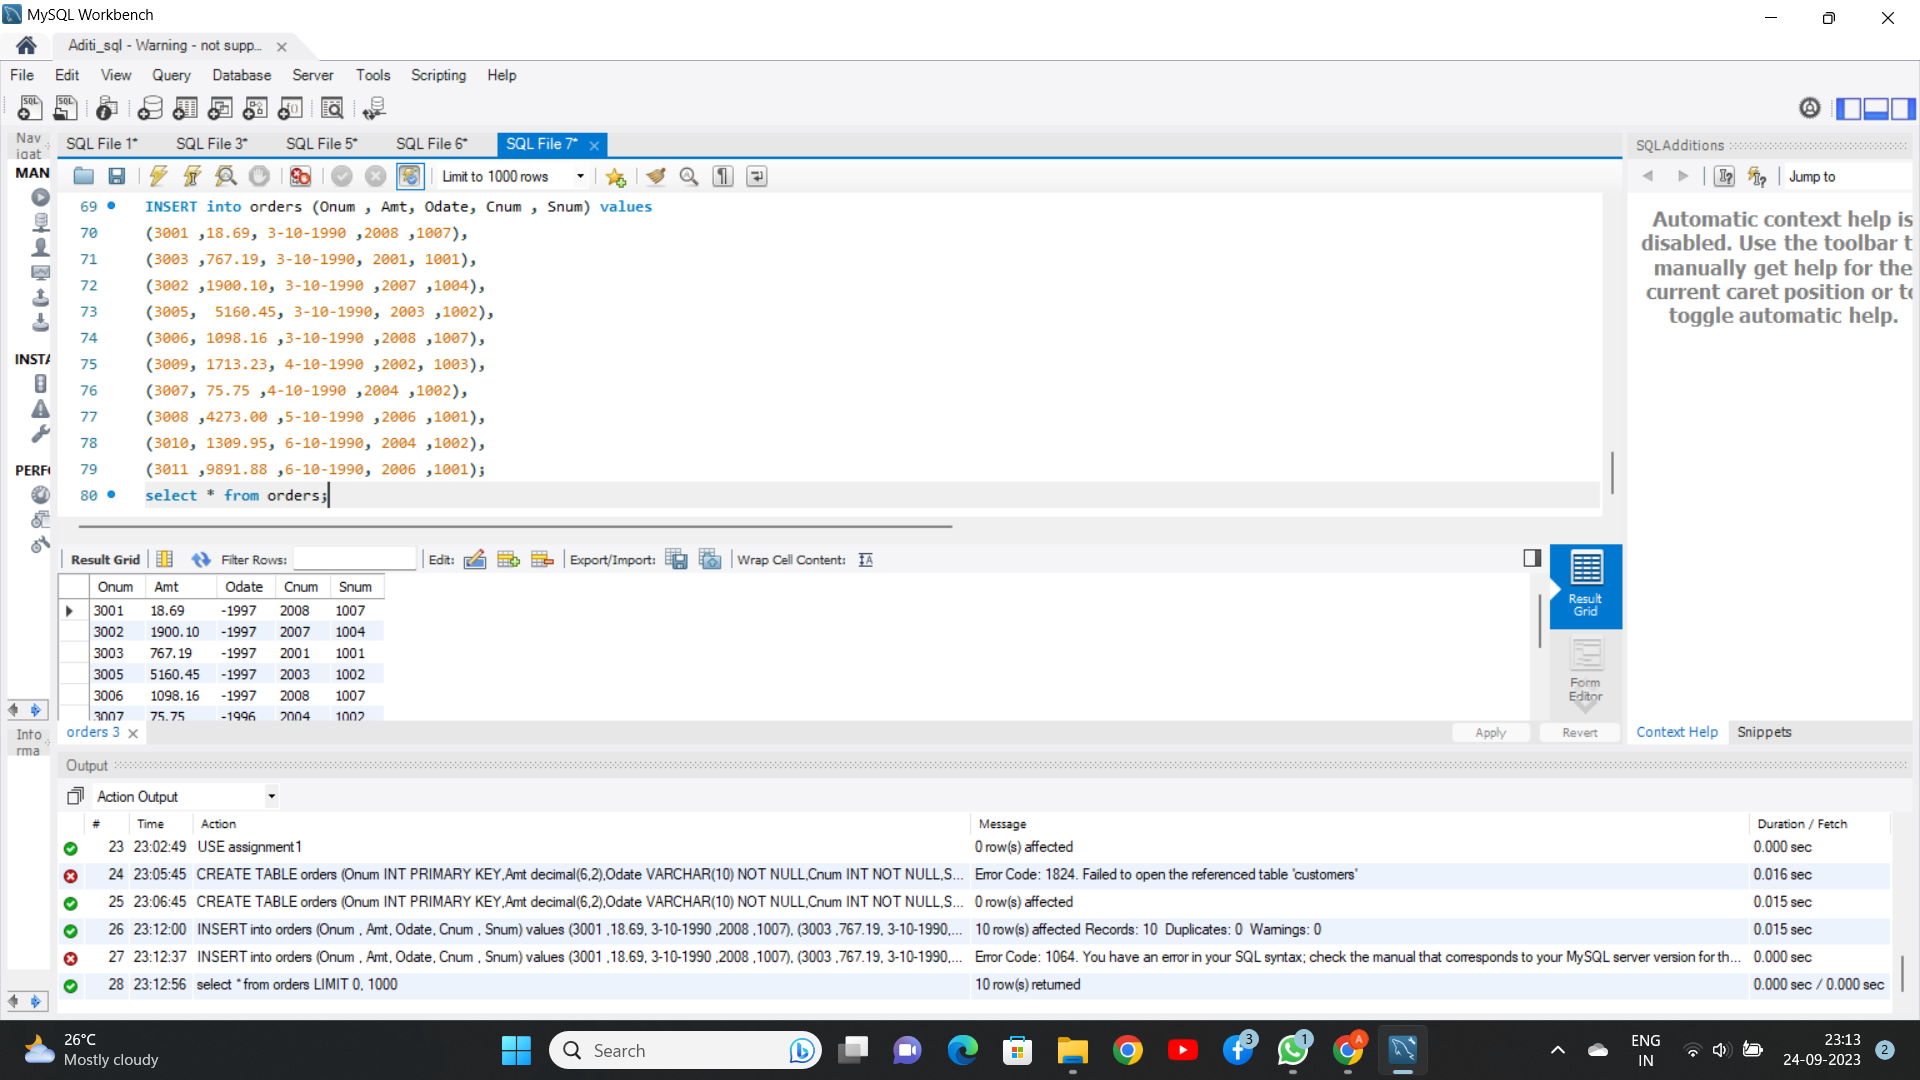 MySQL Workbench
Aditi_sql - Warning - not supp...
File Edit View Query Database Server Tools Scripting Help
Nav
igat
SQL File 1* SQL File 3* SQL File 5* SQL File 6* SQL File 7*
SQLAdditions
MAN
Limit to 1000 rows
Jump to
69 INSERT into orders (Onum , Amt, Odate, Cnum , Snum) values
70 (3001 ,18.69, 3-10-1990 ,2008 ,1007),
71 (3003 ,767.19, 3-10-1990, 2001, 1001),
72 (3002 ,1900.10, 3-10-1990 ,2007 ,1004),
73 (3005,  5160.45, 3-10-1990, 2003 ,1002),
74 (3006, 1098.16 ,3-10-1990 ,2008 ,1007),
75 (3009, 1713.23, 4-10-1990 ,2002, 1003),
76 (3007, 75.75 ,4-10-1990 ,2004 ,1002),
77 (3008 ,4273.00 ,5-10-1990 ,2006 ,1001),
78 (3010, 1309.95, 6-10-1990, 2004 ,1002),
79 (3011 ,9891.88 ,6-10-1990, 2006 ,1001);
80 select * from orders;
Automatic context help is
disabled. Use the toolbar t
manually get help for the
current caret position or to
toggle automatic help.
INSTA
PERF
Result Grid Filter Rows: Edit: Export/Import: Wrap Cell Content:
Onum Amt Odate Cnum Snum
3001 18.69 -1997 2008 1007
3002 1900.10 -1997 2007 1004
3003 767.19 -1997 2001 1001
3005 5160.45 -1997 2003 1002
3006 1098.16 -1997 2008 1007
3007 75.75 -1996 2004 1002
Result
Grid
Form
Editor
Info
rma
orders 3
Apply Revert
Context Help Snippets
Output
Action Output
# Time Action Message Duration / Fetch
23 23:02:49 USE assignment1 0 row(s) affected 0.000 sec
24 23:05:45 CREATE TABLE orders (Onum INT PRIMARY KEY,Amt decimal(6,2),Odate VARCHAR(10) NOT NULL,Cnum INT NOT NULL,S... Error Code: 1824. Failed to open the referenced table 'customers' 0.016 sec
25 23:06:45 CREATE TABLE orders (Onum INT PRIMARY KEY,Amt decimal(6,2),Odate VARCHAR(10) NOT NULL,Cnum INT NOT NULL,S... 0 row(s) affected 0.015 sec
26 23:12:00 INSERT into orders (Onum , Amt, Odate, Cnum , Snum) values (3001 ,18.69, 3-10-1990 ,2008 ,1007), (3003 ,767.19, 3-10-1990,... 10 row(s) affected Records: 10 Duplicates: 0 Warnings: 0 0.015 sec
27 23:12:37 INSERT into orders (Onum , Amt, Odate, Cnum , Snum) values (3001 ,18.69, 3-10-1990 ,2008 ,1007), (3003 ,767.19, 3-10-1990,... Error Code: 1064. You have an error in your SQL syntax; check the manual that corresponds to your MySQL server version for th... 0.000 sec
28 23:12:56 select * from orders LIMIT 0, 1000 10 row(s) returned 0.000 sec / 0.000 sec
26°C
Mostly cloudy
Search
3
1
A
ENG
IN
23:13
24-09-2023
2